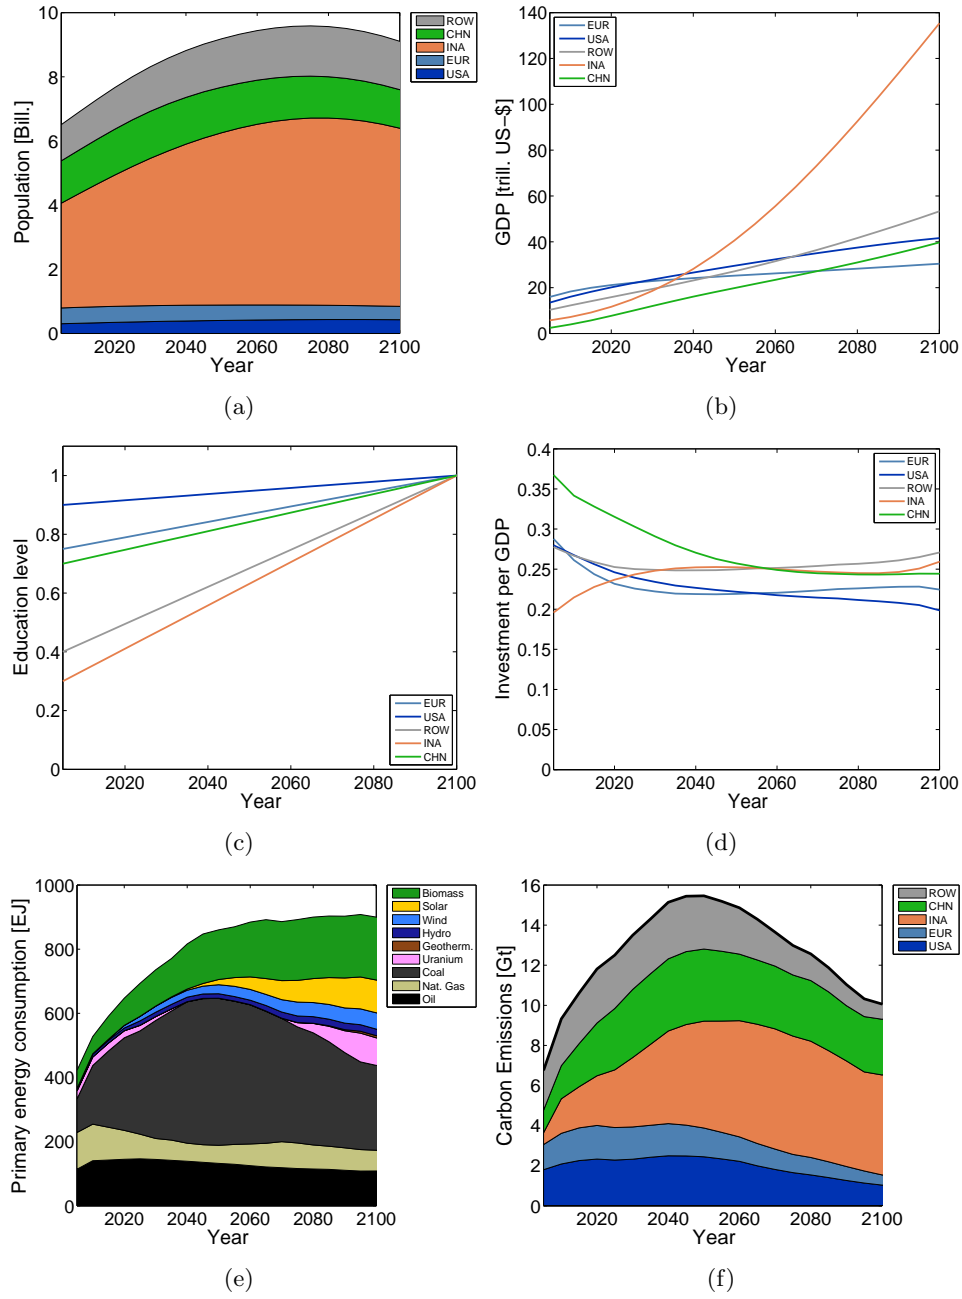 10
8
6
4
2
0
Population [Bill.]
2020 2040 2060 2080 2100
Year
ROW
CHN
INA
EUR
USA
(a)
140
120
100
80
60
40
20
0
GDP [trill. US-$]
2020 2040 2060 2080 2100
Year
EUR
USA
ROW
INA
CHN
(b)
1
0.8
0.6
0.4
0.2
0
Education level
2020 2040 2060 2080 2100
Year
EUR
USA
ROW
INA
CHN
(c)
0.4
0.35
0.3
0.25
0.2
0.15
0.1
0.05
0
Investment per GDP
2020 2040 2060 2080 2100
Year
EUR
USA
ROW
INA
CHN
(d)
1000
800
600
400
200
0
Primary energy consumption [EJ]
2020 2040 2060 2080 2100
Year
Biomass
Solar
Wind
Hydro
Geotherm.
Uranium
Coal
Nat. Gas
Oil
(e)
16
14
12
10
8
6
4
2
0
Carbon Emissions [Gt]
2020 2040 2060 2080 2100
Year
ROW
CHN
INA
EUR
USA
(f)